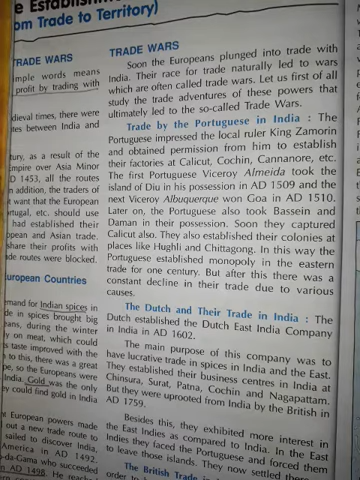 e Establishm
om Trade to Territory)
TRADE WARS
imple words means
profit by trading with
dieval times, there were
tes between India and
tury, as a result of the
mpire over Asia Minor
D 1453, all the routes
n addition, the traders of
t want that the European
rtugal, etc. should use
had established their
opean and Asian trade.
share their profits with
de routes were blocked.
uropean Countries
emand for Indian spices in
de in spices brought big
eans, during the winter
ly on meat, which could
s taste improved with the
n to this, there was a great
pe, so the Europeans were
India. Gold was the only
ey could find gold in India
European powers made
out a new trade route to
sailed to discover India,
America in AD 1492.
-da-Gama who succeeded
n AD 1498. He reach
TRADE WARS
Soon the Europeans plunged into trade with
India. Their race for trade naturally led to wars
which are often called trade wars. Let us first of all
study the trade adventures of these powers that
ultimately led to the so-called Trade Wars.
Trade by the Portuguese in India : The
Portuguese impressed the local ruler King Zamorin
and obtained permission from him to establish
their factories at Calicut, Cochin, Cannanore, etc.
The first Portuguese Viceroy Almeida took the
island of Diu in his possession in AD 1509 and the
next Viceroy Albuquerque won Goa in AD 1510.
Later on, the Portuguese also took Bassein and
Daman in their possession. Soon they captured
Calicut also. They also established their colonies at
places like Hughli and Chittagong. In this way the
Portuguese established monopoly in the eastern
trade for one century. But after this there was a
constant decline in their trade due to various
causes.
The Dutch and Their Trade in India : The
Dutch established the Dutch East India Company
in India in AD 1602.
The main purpose of this company was to
have lucrative trade in spices in India and the East.
They established their business centres in India at
Chinsura, Surat, Patna, Cochin and Nagapattam.
But they were uprooted from India by the British in
AD 1759.
Besides this, they exhibited more interest in
the East Indies as compared to India. In the East
Indies they faced the Portuguese and forced them
to leave those islands. They now settled there
The British Trade in